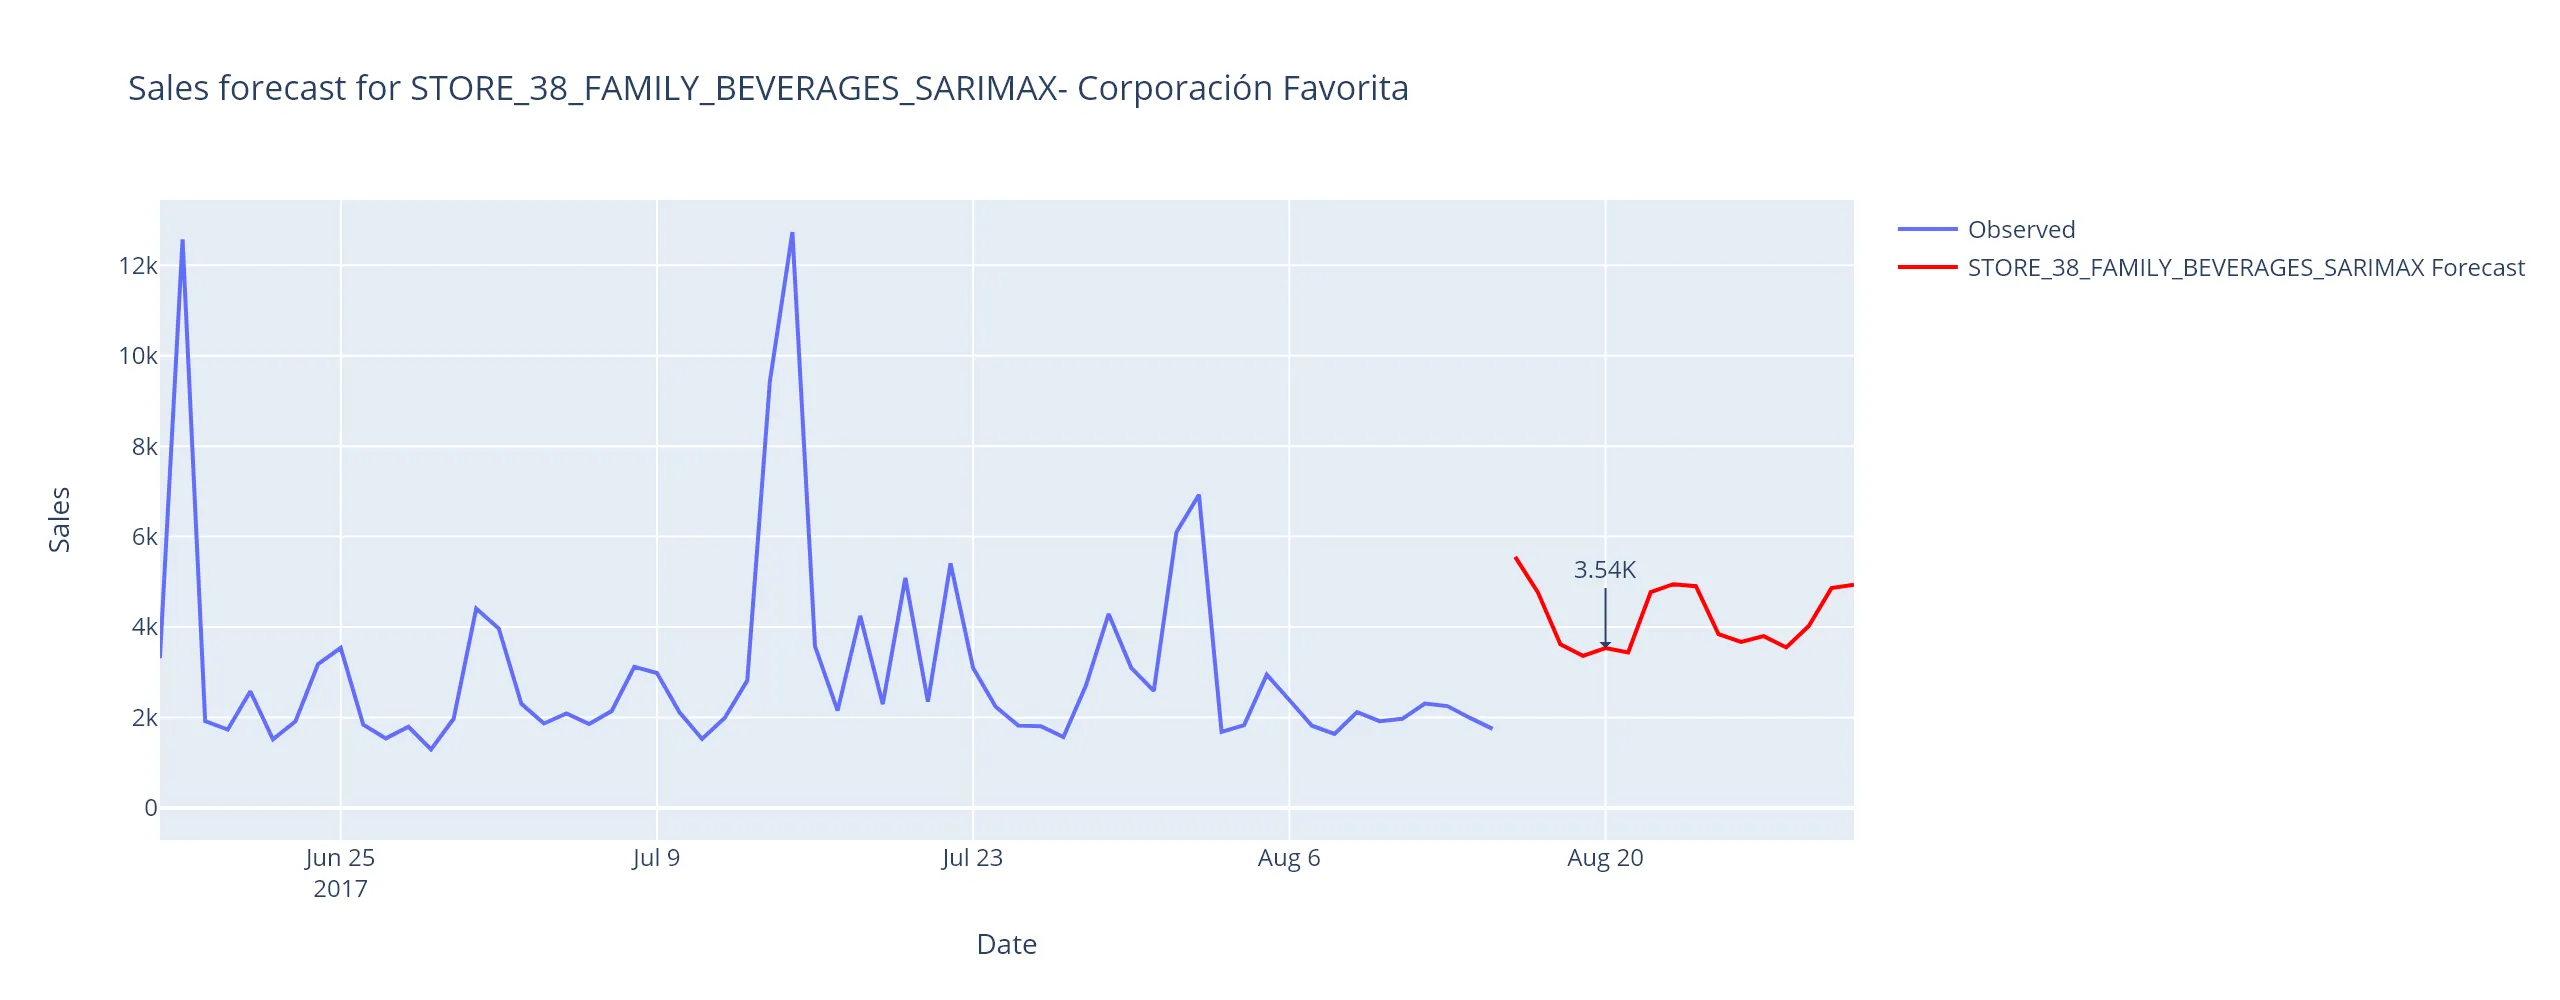 Sales forecast for STORE_38_FAMILY_BEVERAGES_SARIMAX- Corporación Favorita
Observed
STORE_38_FAMILY_BEVERAGES_SARIMAX Forecast
12k
10k
8k
6k
4k
2k
0
Sales
3.54K
Jun 25
2017
Jul 9
Jul 23
Aug 6
Aug 20
Date